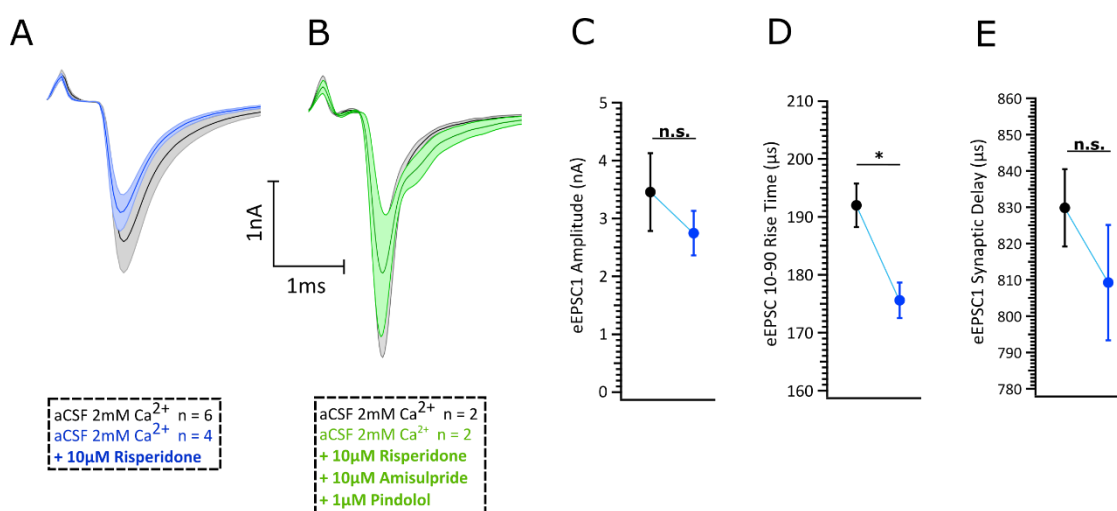 A
B
C
D
E
1nA
1ms
aCSF 2mM Ca²⁺ n = 6
aCSF 2mM Ca²⁺ n = 4
+ 10µM Risperidone
aCSF 2mM Ca²⁺ n = 2
aCSF 2mM Ca²⁺ n = 2
+ 10µM Risperidone
+ 10µM Amisulpride
+ 1µM Pindolol
eEPSC1 Amplitude (nA)
5
4
3
2
1
0
n.s.
eEPSC 10-90 Rise Time (µs)
210
200
190
180
170
160
*
eEPSC1 Synaptic Delay (µs)
860
850
840
830
820
810
800
790
780
n.s.